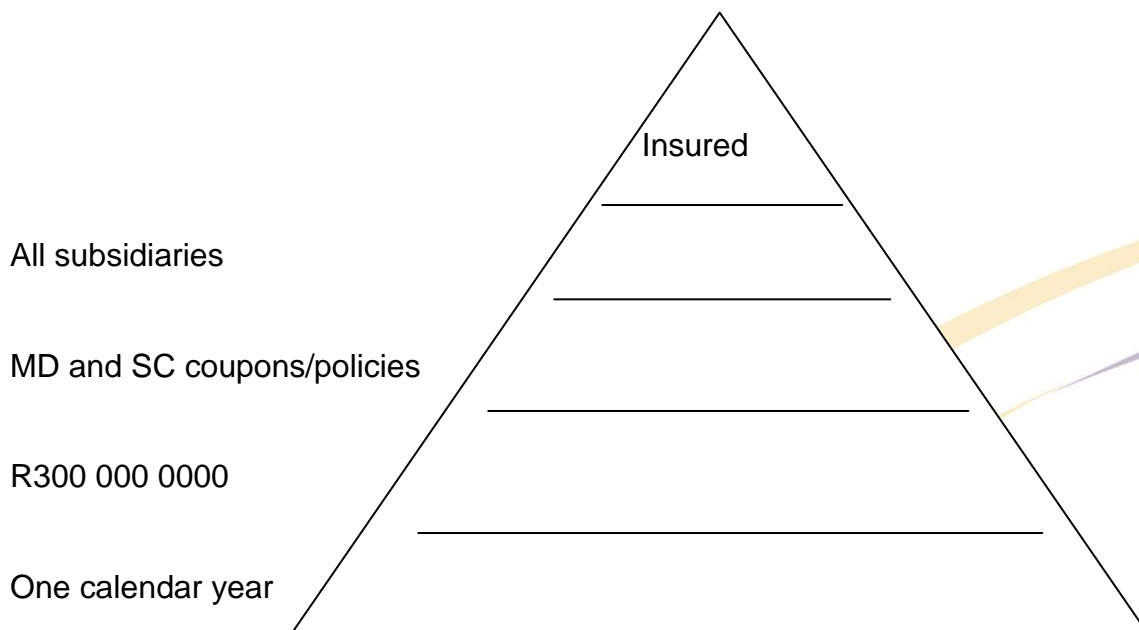 Insured
All subsidiaries
MD and SC coupons/policies
R300 000 0000
One calendar year